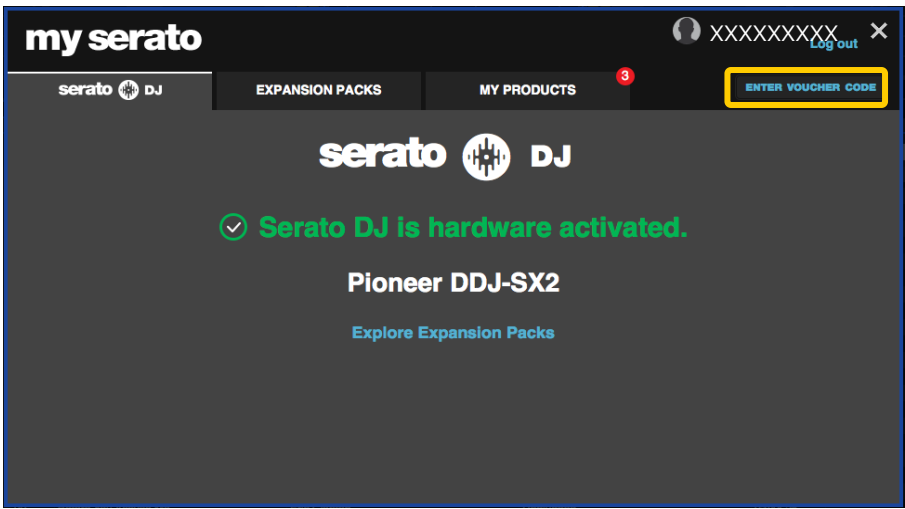 my serato
XXXXXXXXX
Log out
serato DJ
EXPANSION PACKS
MY PRODUCTS
3
ENTER VOUCHER CODE
serato DJ
Serato DJ is hardware activated.
Pioneer DDJ-SX2
Explore Expansion Packs